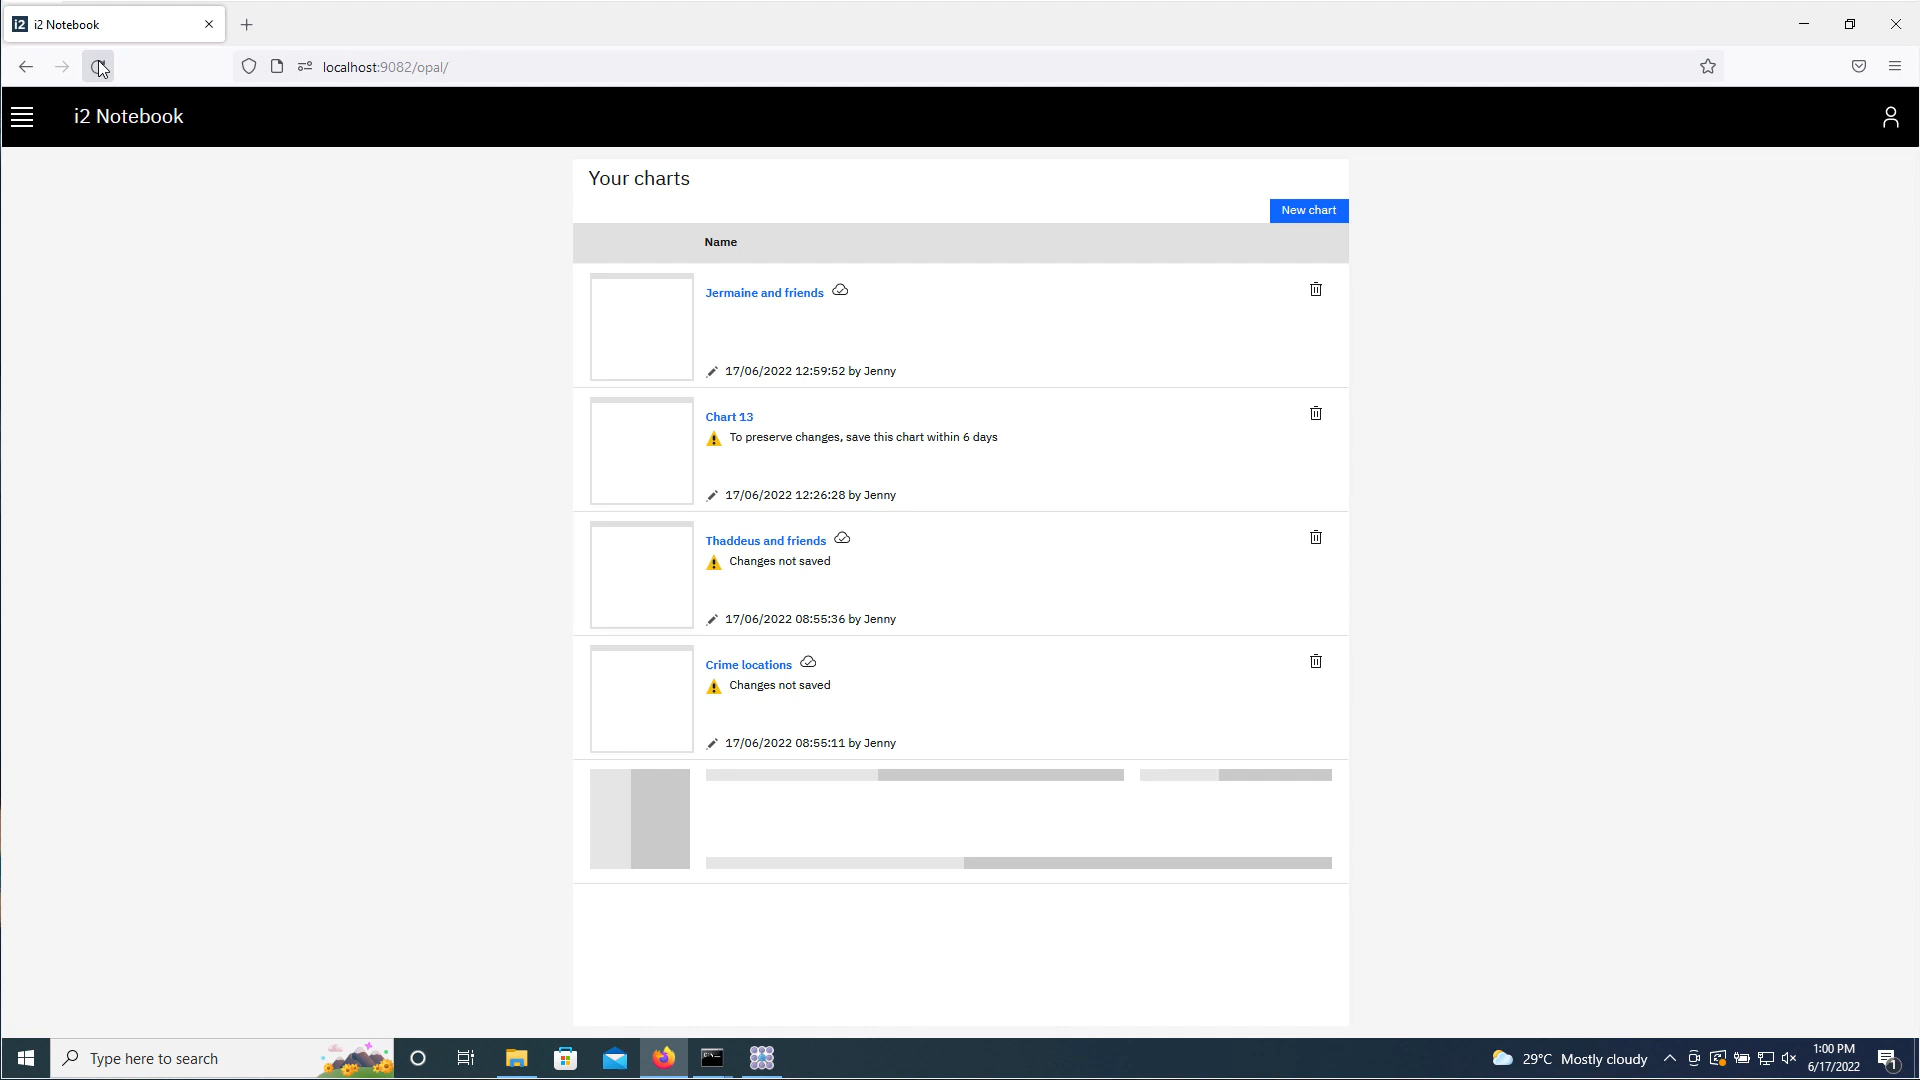 i2 Notebook
localhost:9082/opal/
i2 Notebook
Your charts
New chart
Name
Jermaine and friends
17/06/2022 12:59:52 by Jenny
Chart 13
To preserve changes, save this chart within 6 days
17/06/2022 12:26:28 by Jenny
Thaddeus and friends
Changes not saved
17/06/2022 08:55:36 by Jenny
Crime locations
Changes not saved
17/06/2022 08:55:11 by Jenny
Type here to search
29°C Mostly cloudy
1:00 PM
6/17/2022
1